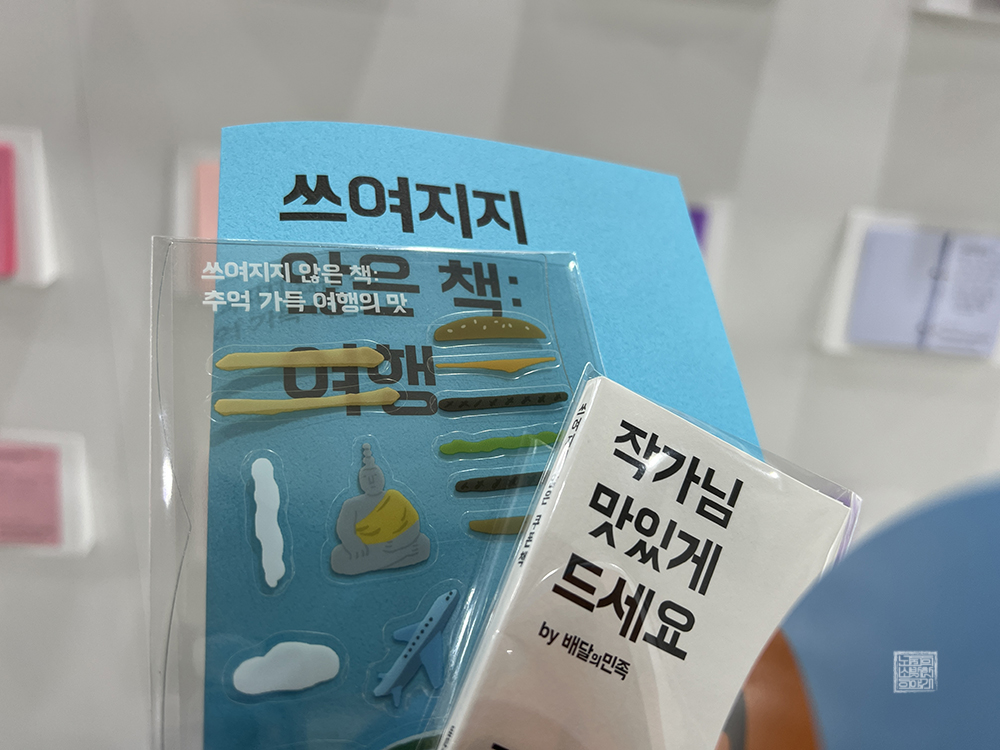 쓰여지지
않은 책:
여행
쓰여지지 않은 책:
추억 가득 여행의 맛
작가님
맛있게
드세요
by 배달의민족